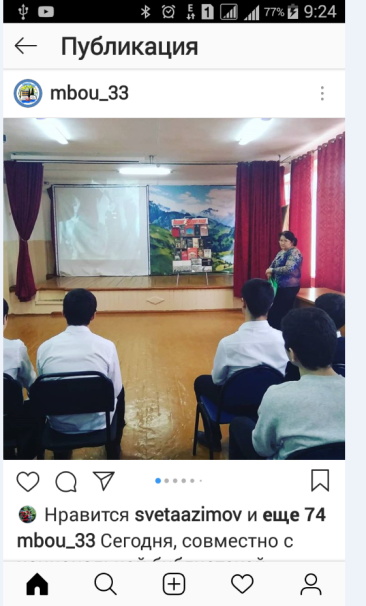 77% 9:24
Публикация
mbou_33
Нравится svetaazimov и еще 74
mbou_33 Сегодня, совместно с